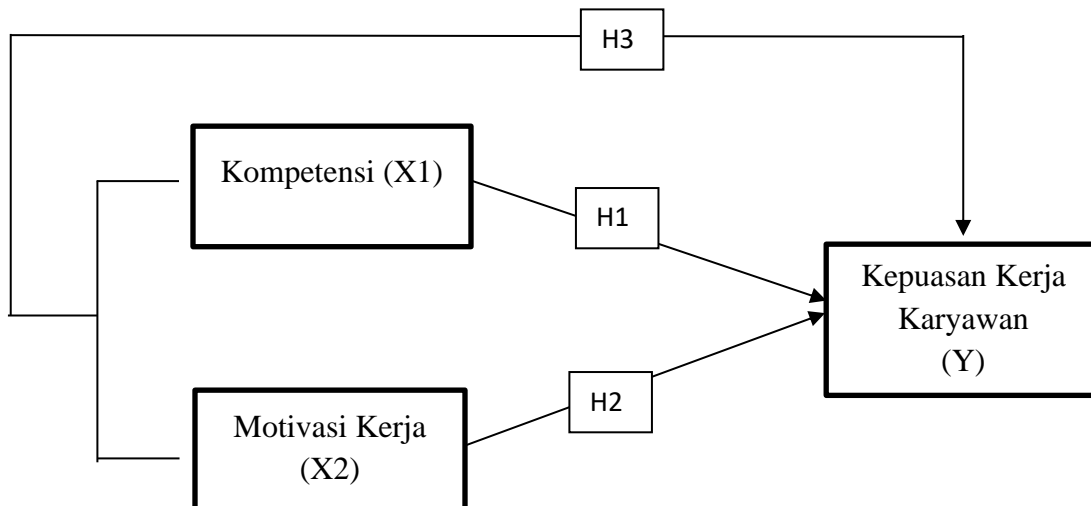 H3
Kompetensi (X1)
H1
Kepuasan Kerja
Karyawan
(Y)
H2
Motivasi Kerja
(X2)